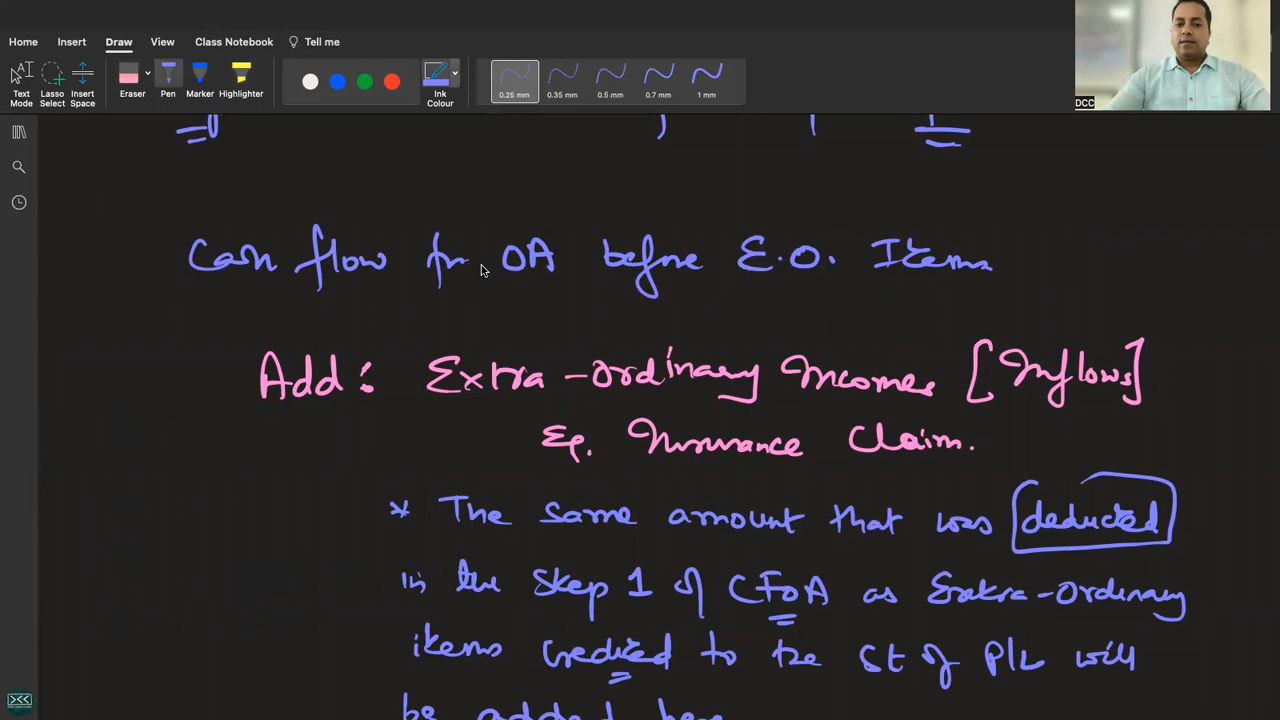 Home Insert Draw View Class Notebook Tell me
Text Mode Lasso Select Insert Space Eraser Pen Marker Highlighter Ink Colour 0.25 mm 0.35 mm 0.5 mm 0.7 mm 1 mm
DCC
Cash flow fr OA before E.O. Items
Add: Extra-ordinary Incomes [Inflows]
Eg. Insurance Claim.
* The same amount that was deducted
in the Step 1 of CFOA as Extra-Ordinary
items credited to the St of P/L will
be added here